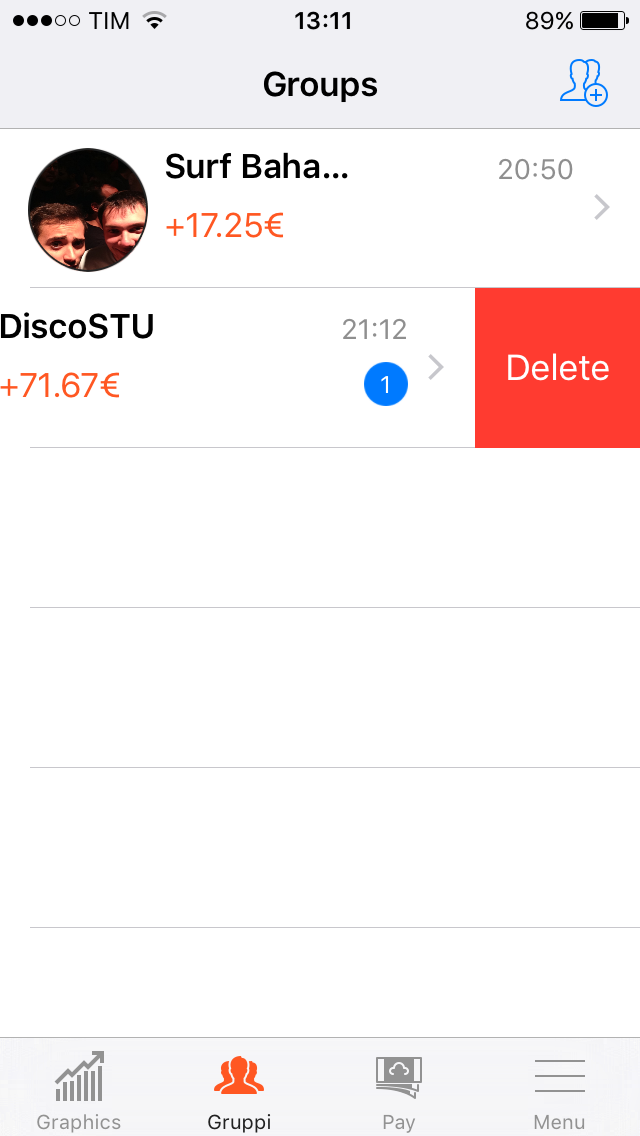 TIM 13:11 89%
Groups
Surf Baha... 20:50
+17.25€
DiscoSTU 21:12
+71.67€ 1
Delete
Graphics Gruppi Pay Menu